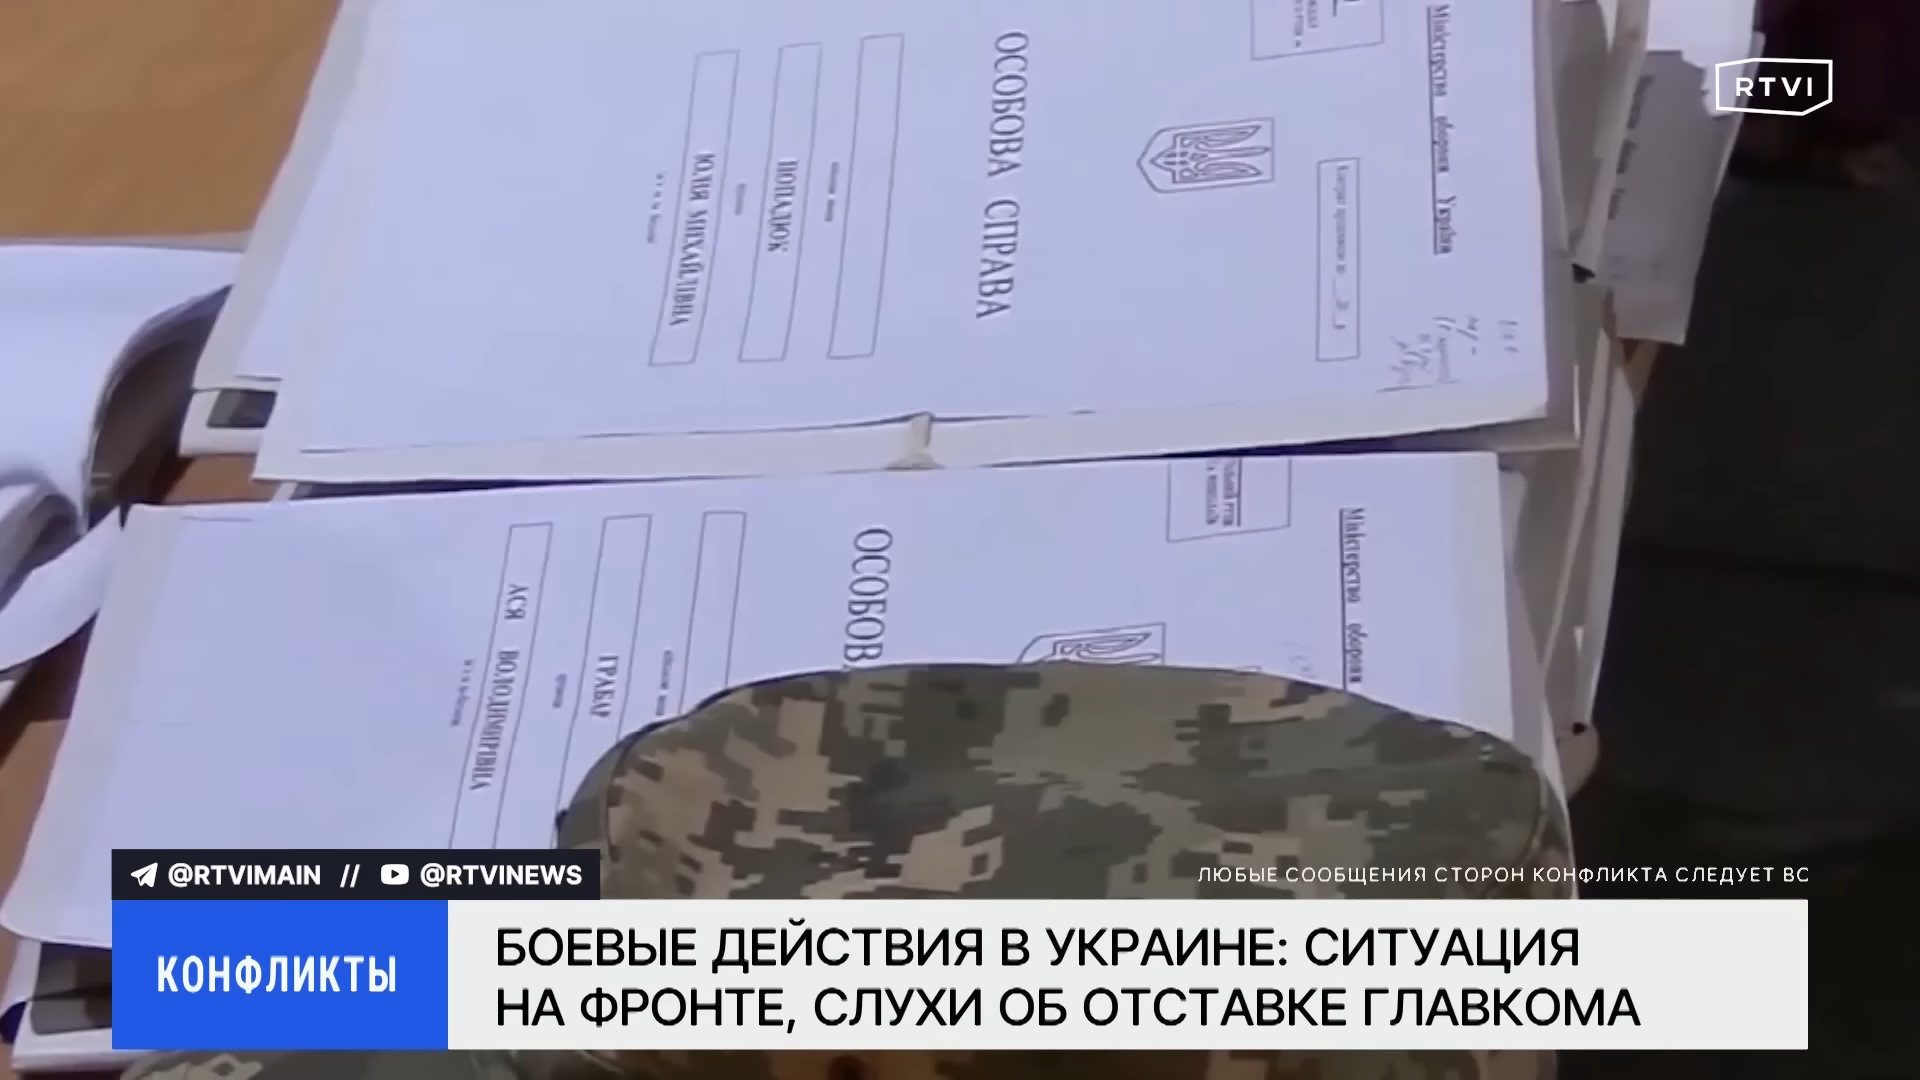 RTVI
Міністерство оборони України
ОСОБОВА СПРАВА
ПОПАДЮК
ЮЛІЯ МИХАЙЛІВНА
Міністерство оборони
ОСОБОВ
ГРАБАР
АСЯ ВОЛОДИМИРІВНА
@RTVIMAIN // @RTVINEWS
ЛЮБЫЕ СООБЩЕНИЯ СТОРОН КОНФЛИКТА СЛЕДУЕТ ВС
КОНФЛИКТЫ
БОЕВЫЕ ДЕЙСТВИЯ В УКРАИНЕ: СИТУАЦИЯ
НА ФРОНТЕ, СЛУХИ ОБ ОТСТАВКЕ ГЛАВКОМА